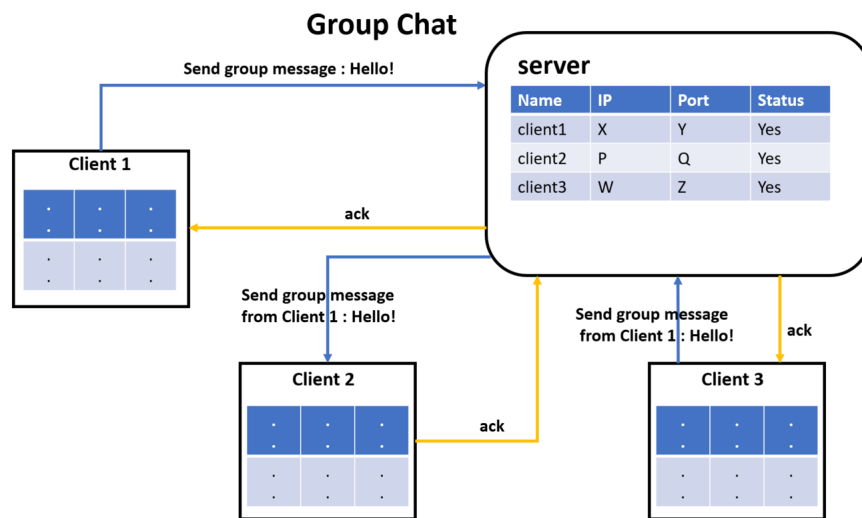 Group Chat
Send group message : Hello!
server
Name IP Port Status
client1 X Y Yes
client2 P Q Yes
client3 W Z Yes
Client 1
. . .
. . .
. . .
. . .
ack
Send group message
from Client 1 : Hello!
Send group message
from Client 1 : Hello!
ack
Client 2
. . .
. . .
. . .
. . .
ack
Client 3
. . .
. . .
. . .
. . .